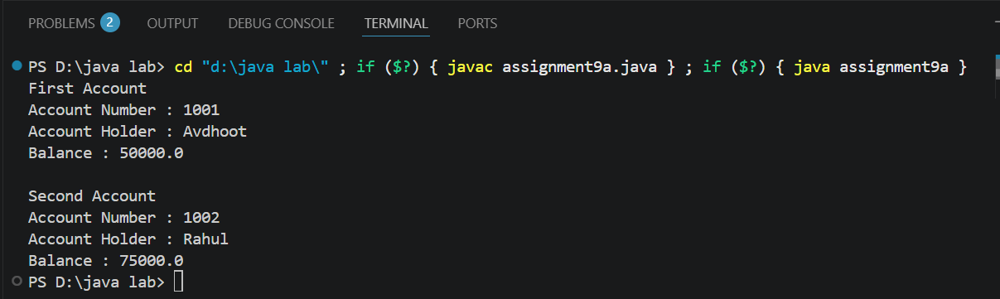 PROBLEMS 2 OUTPUT DEBUG CONSOLE TERMINAL PORTS
PS D:\java lab> cd "d:\java lab\" ; if ($?) { javac assignment9a.java } ; if ($?) { java assignment9a }
First Account
Account Number : 1001
Account Holder : Avdhoot
Balance : 50000.0
Second Account
Account Number : 1002
Account Holder : Rahul
Balance : 75000.0
PS D:\java lab>